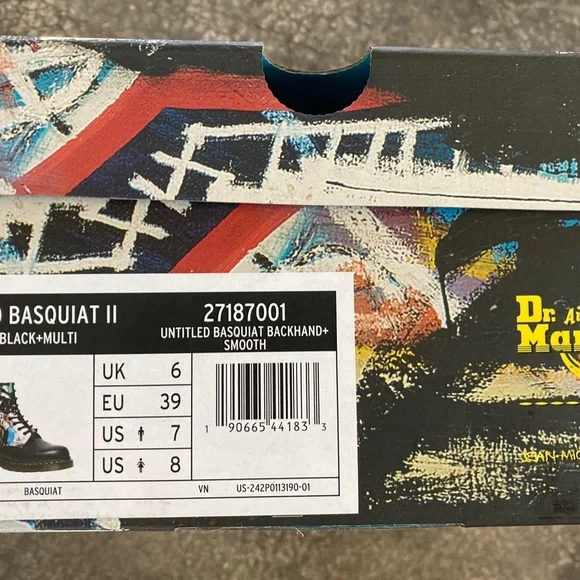 BASQUIAT II
BLACK+MULTI
27187001
UNTITLED BASQUIAT BACKHAND+
SMOOTH
UK 6
EU 39
US 7
US 8
1 90665 44183 3
BASQUIAT
VN US-242P0113190-01
Dr.